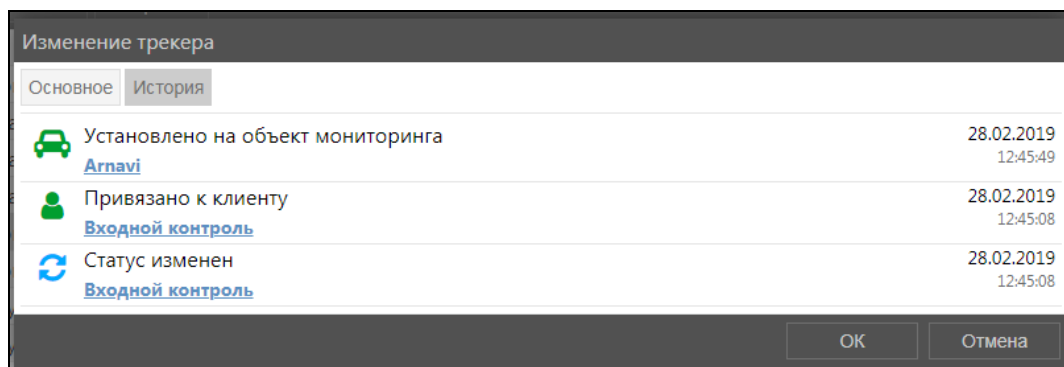 Изменение трекера
Основное История
Установлено на объект мониторинга 28.02.2019
Arnavi 12:45:49
Привязано к клиенту 28.02.2019
Входной контроль 12:45:08
Статус изменен 28.02.2019
Входной контроль 12:45:08
ОК Отмена